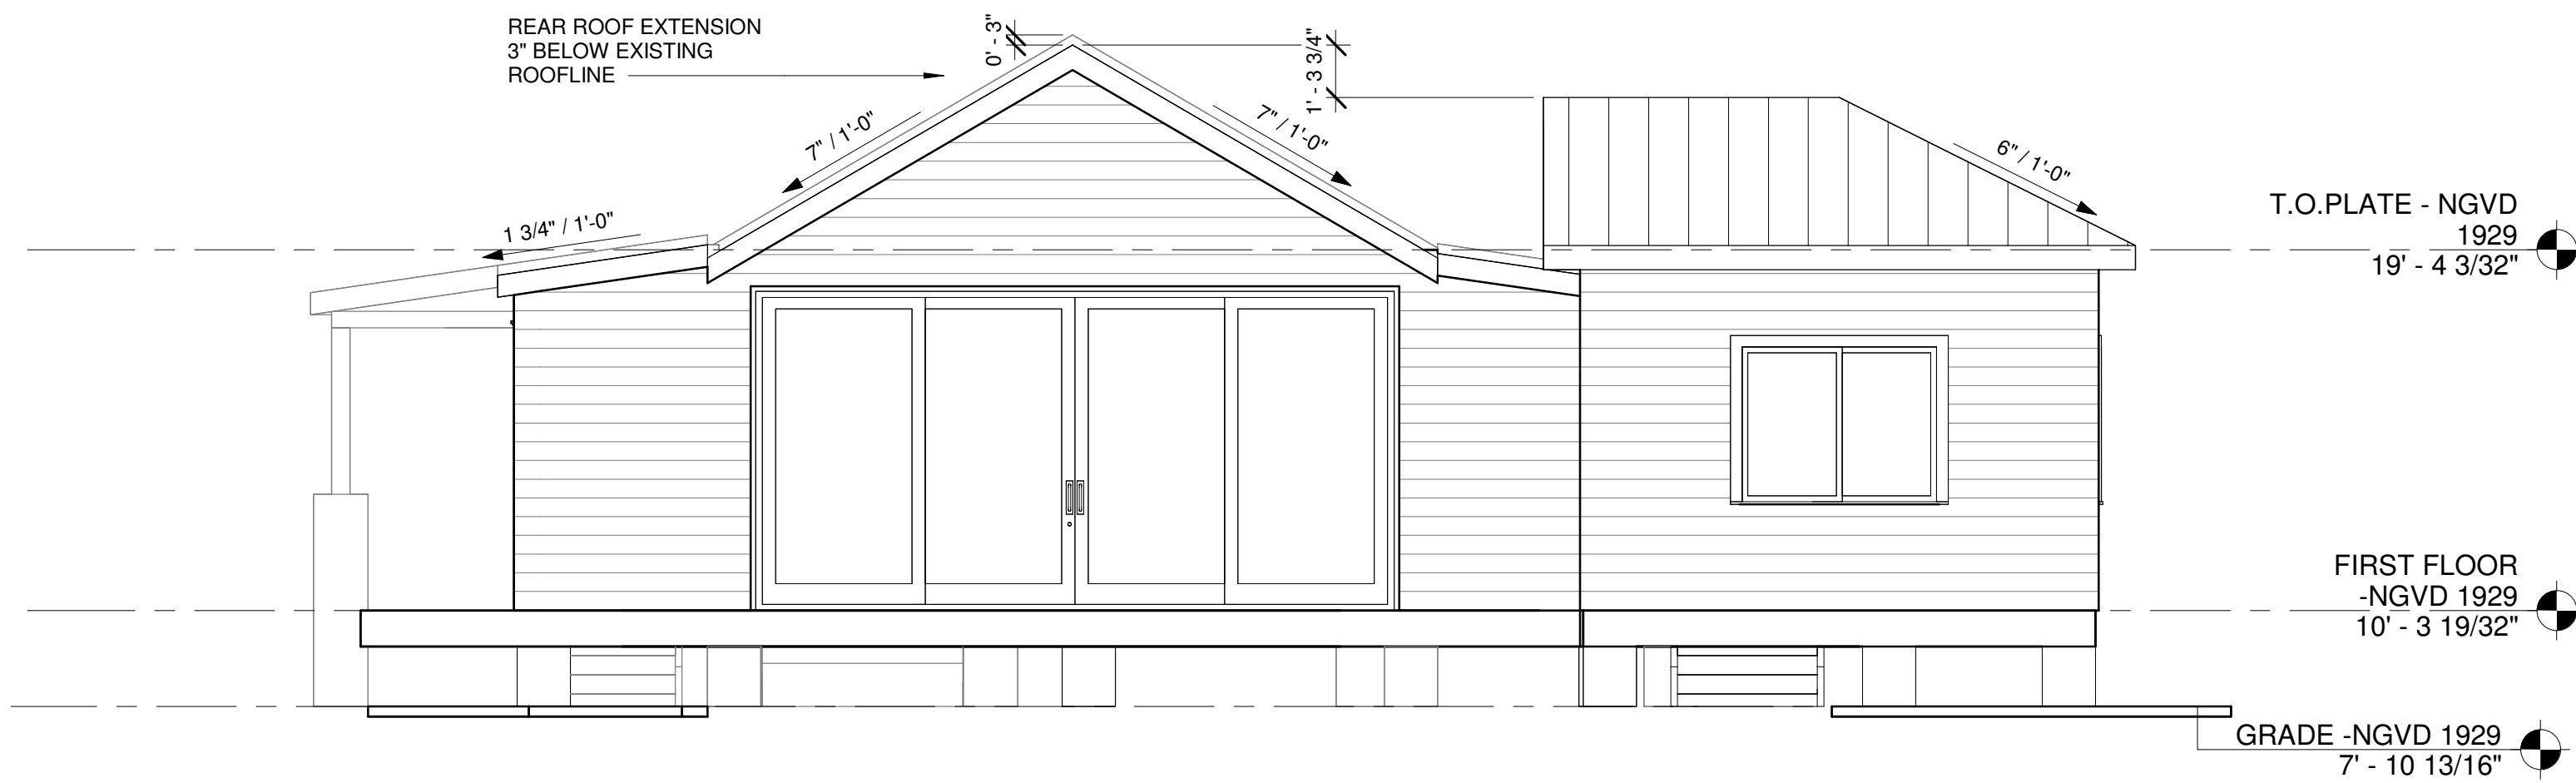 REAR ROOF EXTENSION
3" BELOW EXISTING
ROOFLINE
0' - 3"
1' - 3 3/4"
7" / 1'-0"
7" / 1'-0"
6" / 1'-0"
1 3/4" / 1'-0"
T.O.PLATE - NGVD
1929
19' - 4 3/32"
FIRST FLOOR
-NGVD 1929
10' - 3 19/32"
GRADE -NGVD 1929
7' - 10 13/16"